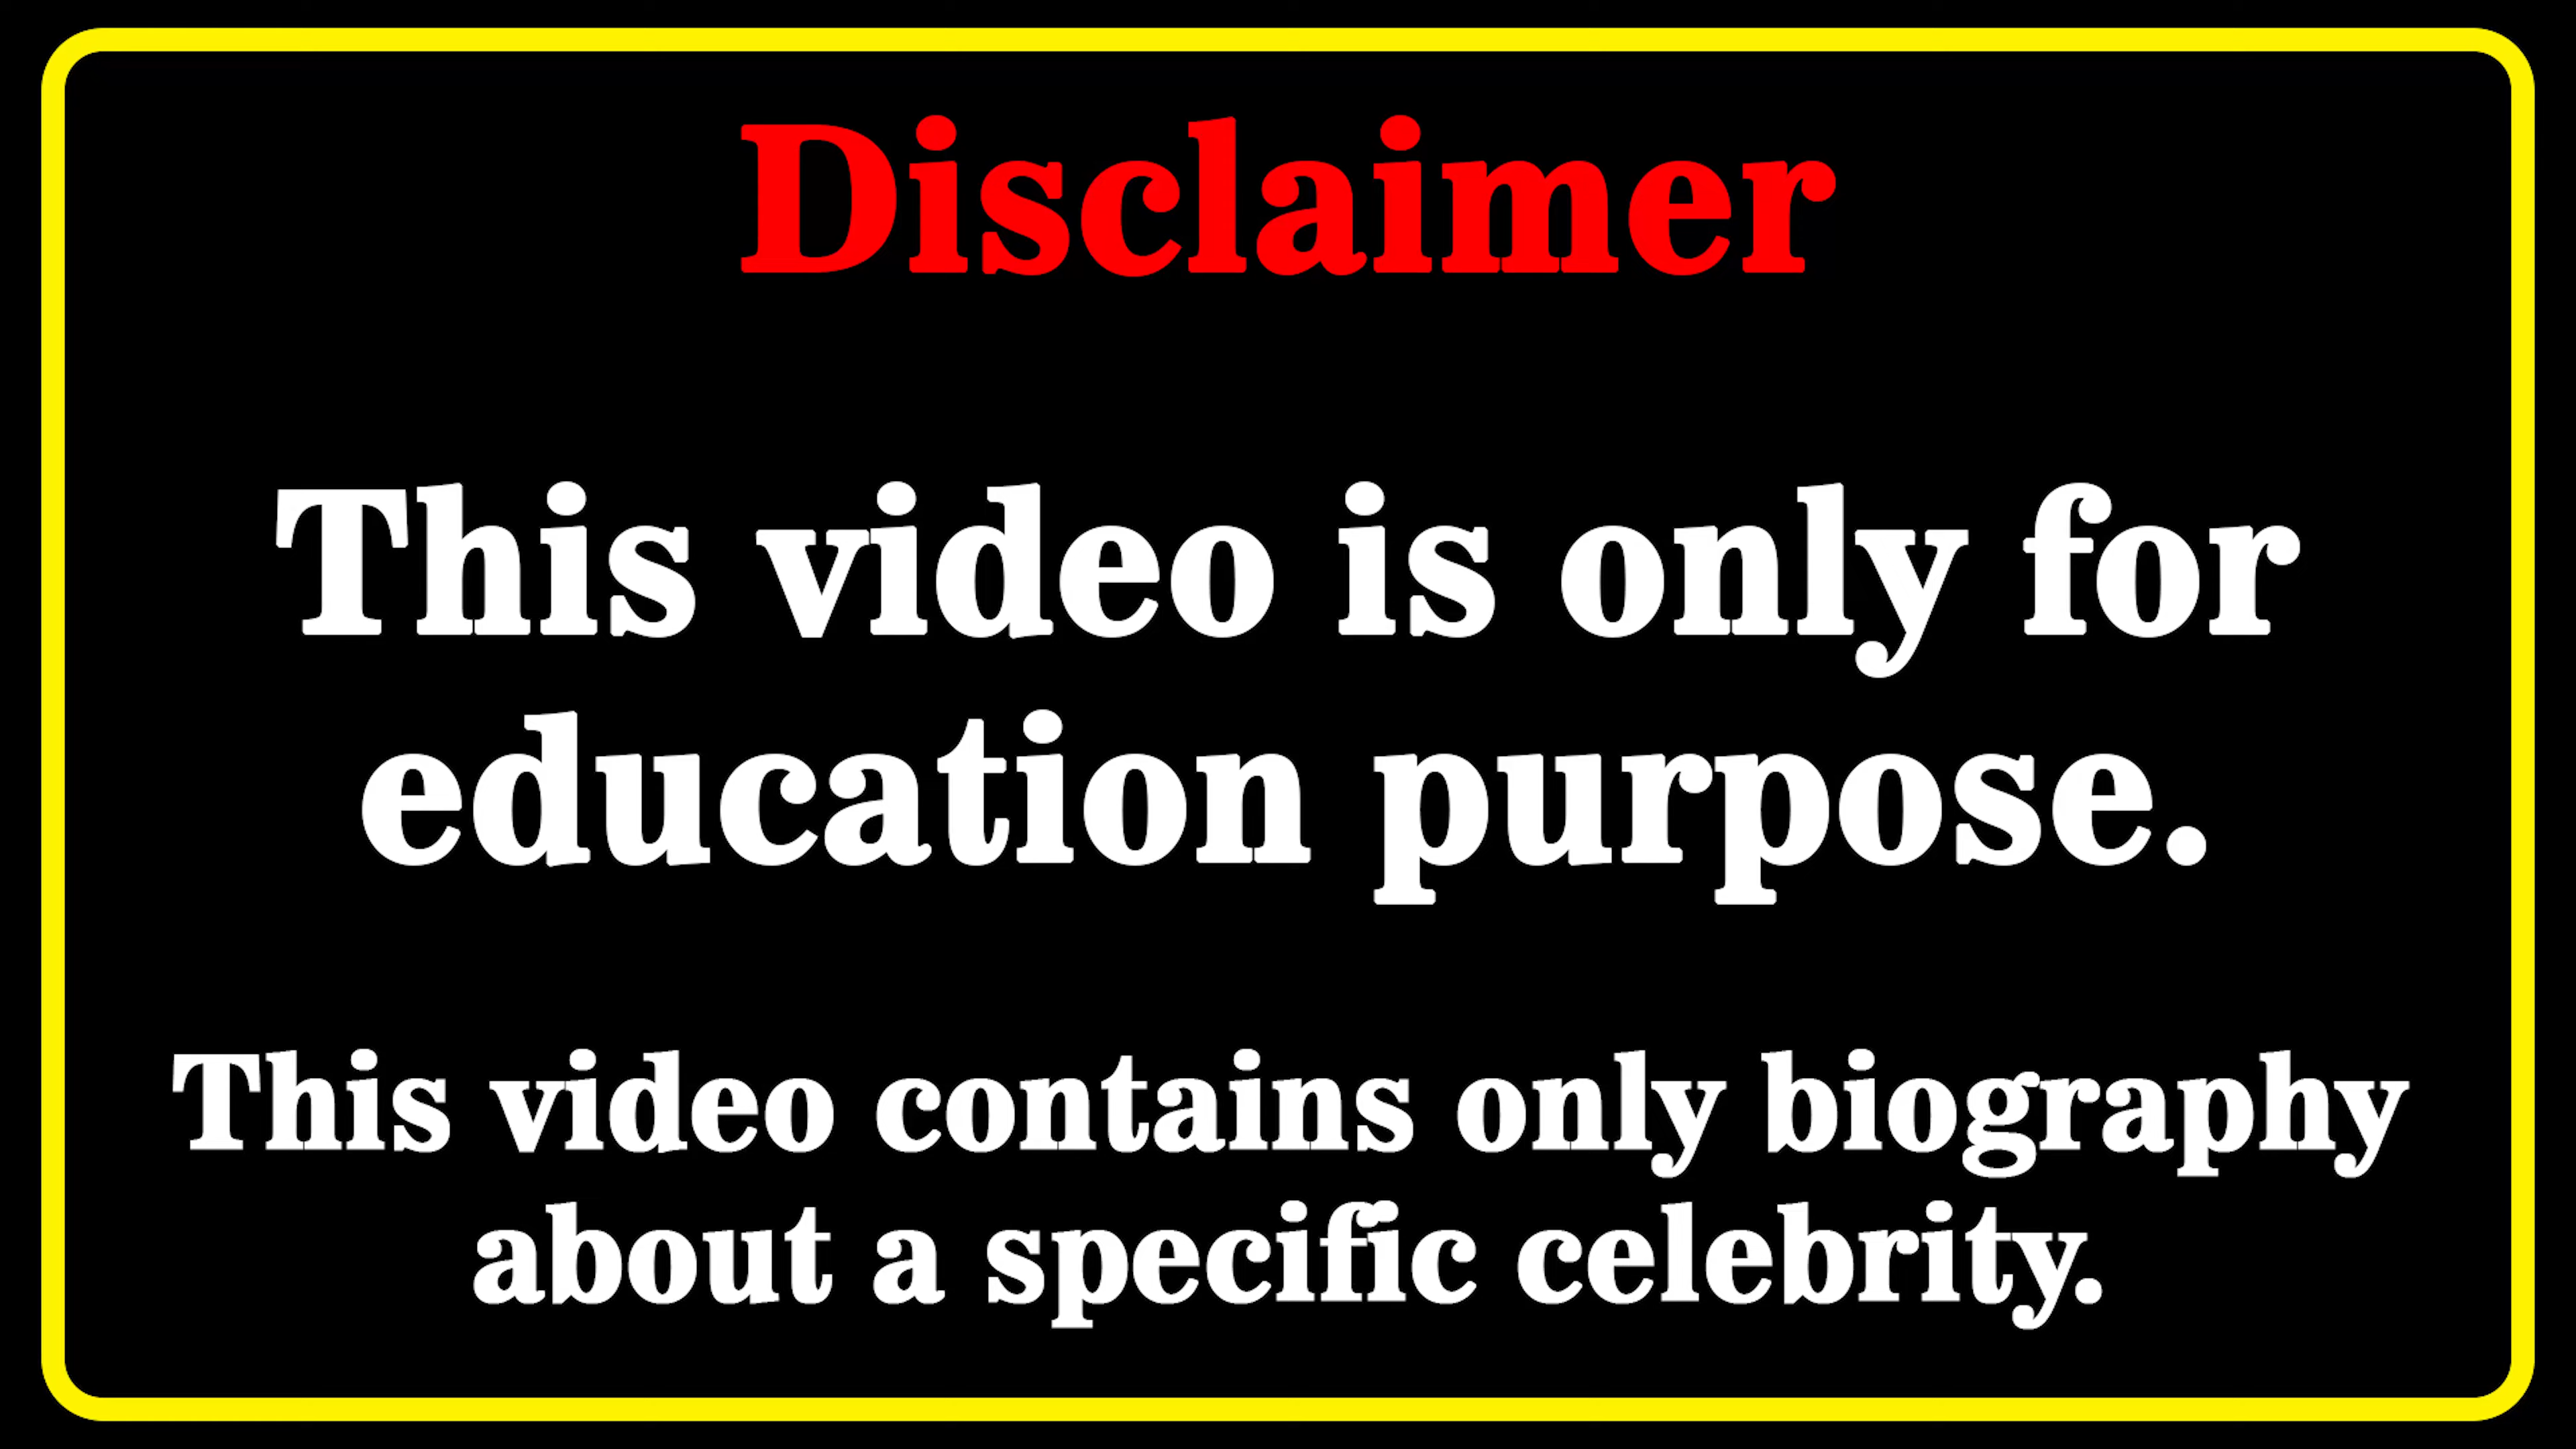 Disclaimer
This video is only for
education purpose.
This video contains only biography
about a specific celebrity.